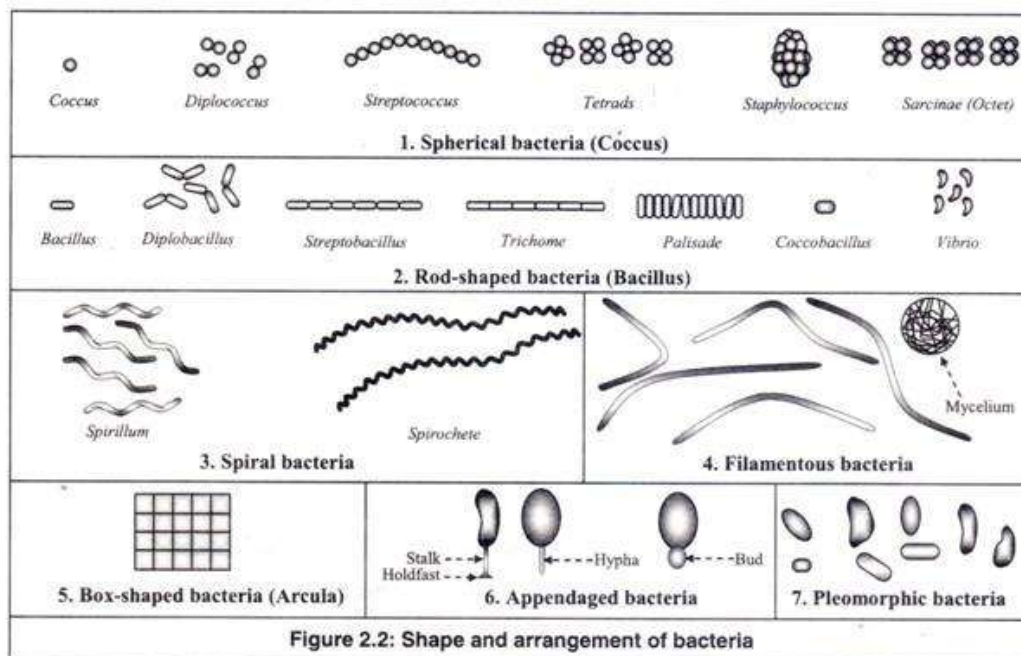 Coccus
Diplococcus
Streptococcus
Tetrads
Staphylococcus
Sarcinae (Octet)
1. Spherical bacteria (Coccus)
Bacillus
Diplobacillus
Streptobacillus
Trichome
Palisade
Coccobacillus
Vibrio
2. Rod-shaped bacteria (Bacillus)
Spirillum
Spirochete
3. Spiral bacteria
Mycelium
4. Filamentous bacteria
5. Box-shaped bacteria (Arcula)
Stalk
Holdfast
Hypha
Bud
6. Appendaged bacteria
7. Pleomorphic bacteria
Figure 2.2: Shape and arrangement of bacteria